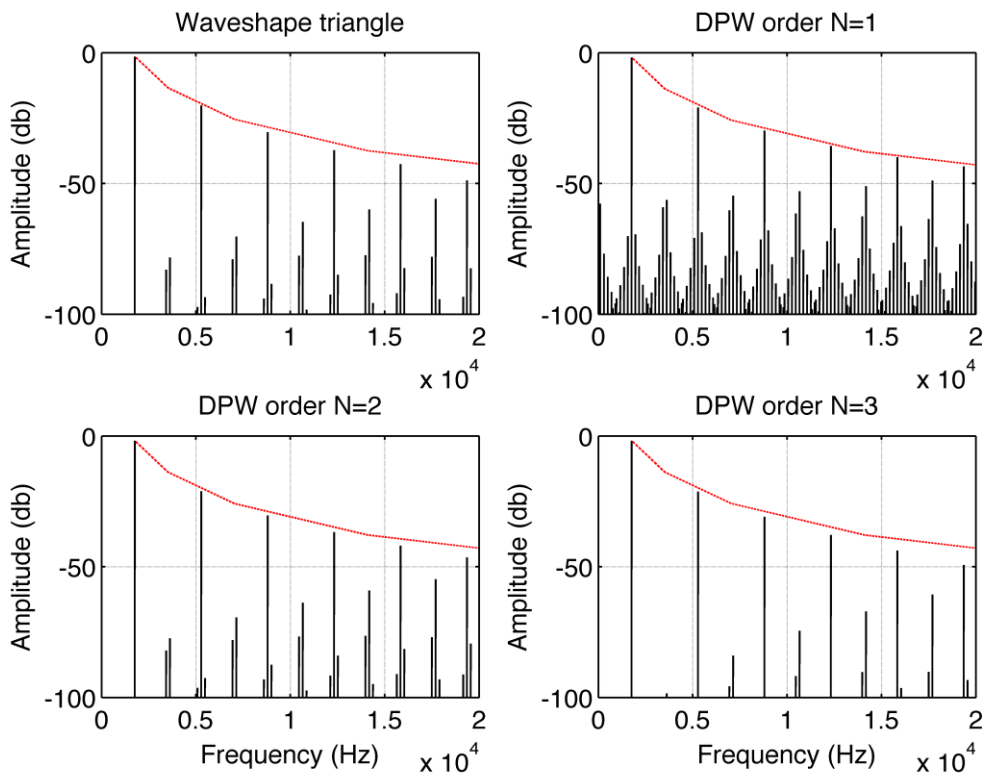 Waveshape triangle
Amplitude (db)
0
-50
-100
0 0.5 1 1.5 2
x 10^4
DPW order N=1
Amplitude (db)
0
-50
-100
0 0.5 1 1.5 2
x 10^4
DPW order N=2
Amplitude (db)
0
-50
-100
0 0.5 1 1.5 2
Frequency (Hz) x 10^4
DPW order N=3
Amplitude (db)
0
-50
-100
0 0.5 1 1.5 2
Frequency (Hz) x 10^4